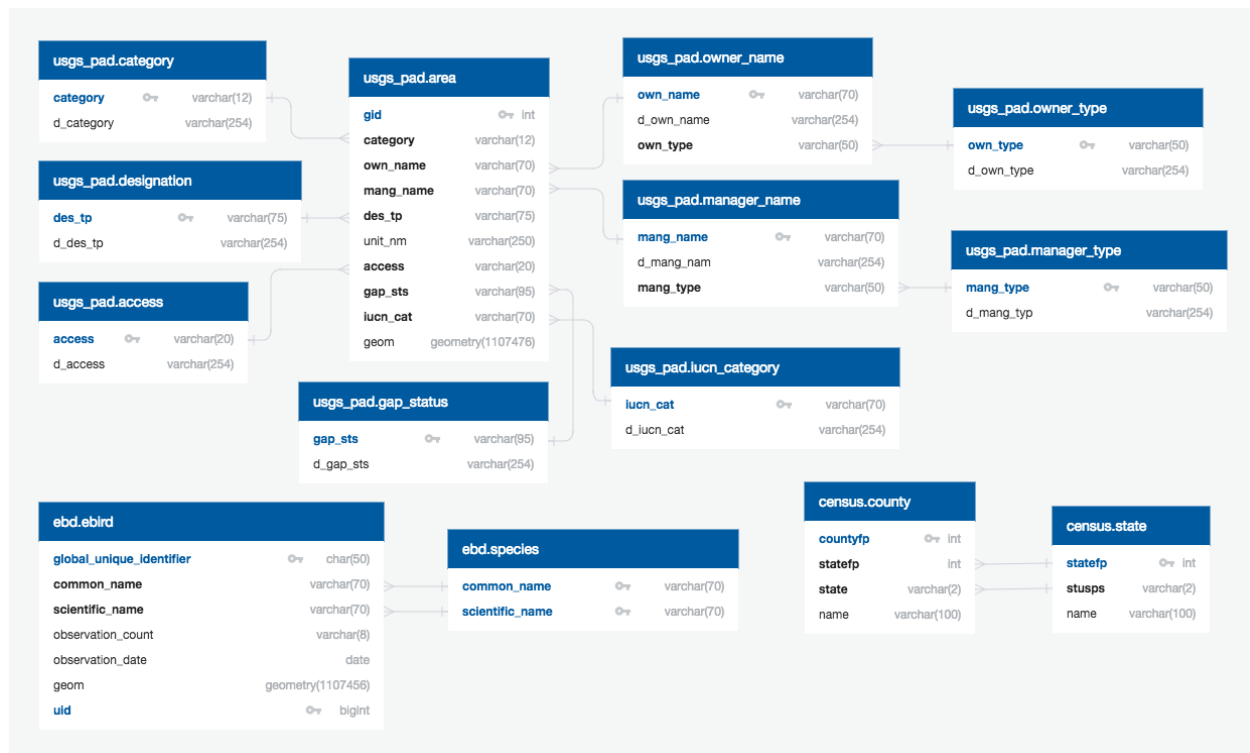 usgs_pad.category
category varchar(12)
d_category varchar(254)
usgs_pad.designation
des_tp varchar(75)
d_des_tp varchar(254)
usgs_pad.access
access varchar(20)
d_access varchar(254)
usgs_pad.area
gid int
category varchar(12)
own_name varchar(70)
mang_name varchar(70)
des_tp varchar(75)
unit_nm varchar(250)
access varchar(20)
gap_sts varchar(95)
iucn_cat varchar(70)
geom geometry(1107476)
usgs_pad.gap_status
gap_sts varchar(95)
d_gap_sts varchar(254)
usgs_pad.owner_name
own_name varchar(70)
d_own_name varchar(254)
own_type varchar(50)
usgs_pad.owner_type
own_type varchar(50)
d_own_type varchar(254)
usgs_pad.manager_name
mang_name varchar(70)
d_mang_nam varchar(254)
mang_type varchar(50)
usgs_pad.manager_type
mang_type varchar(50)
d_mang_typ varchar(254)
usgs_pad.iucn_category
iucn_cat varchar(70)
d_iucn_cat varchar(254)
ebd.ebird
global_unique_identifier char(50)
common_name varchar(70)
scientific_name varchar(70)
observation_count varchar(8)
observation_date date
geom geometry(1107456)
uid bigint
ebd.species
common_name varchar(70)
scientific_name varchar(70)
census.county
countyfp int
statefp int
state varchar(2)
name varchar(100)
census.state
statefp int
stusps varchar(2)
name varchar(100)